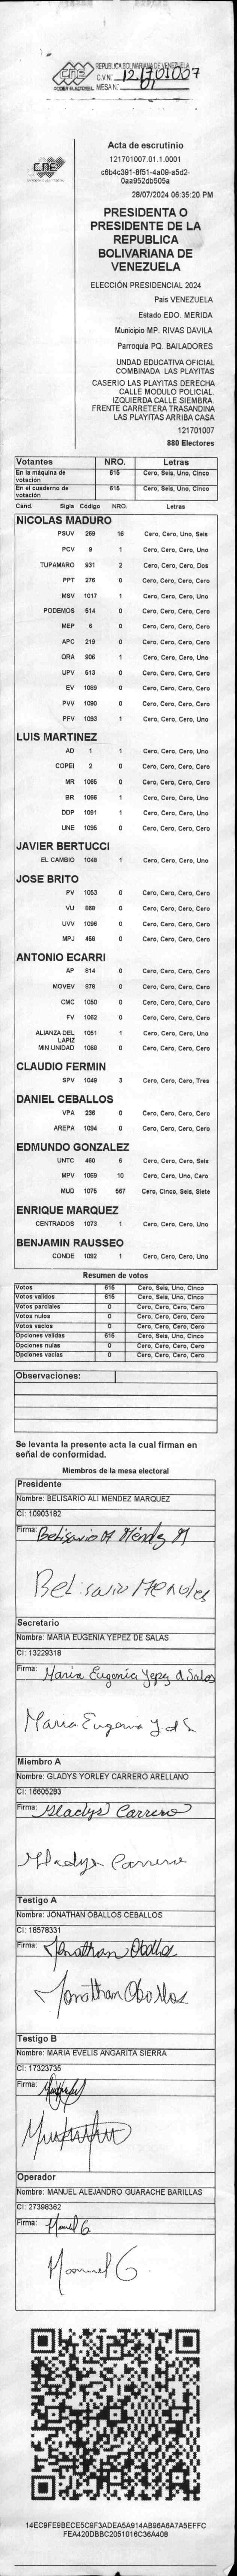 REPUBLICA BOLIVARIANA DE VENEZUELA
CNE
C.V.N°: 121701007
PODER ELECTORAL MESA N°: 01
Acta de escrutinio
CNE
121701007.01.1.0001
c6b4c391-8f51-4a09-a5d2-
0aa952db505a
28/07/2024 06:35:20 PM
PRESIDENTA O
PRESIDENTE DE LA
REPUBLICA
BOLIVARIANA DE
VENEZUELA
ELECCIÓN PRESIDENCIAL 2024
País VENEZUELA
Estado EDO. MERIDA
Municipio MP. RIVAS DAVILA
Parroquia PQ. BAILADORES
UNDAD EDUCATIVA OFICIAL
COMBINADA LAS PLAYITAS
CASERIO LAS PLAYITAS DERECHA
CALLE MODULO POLICIAL.
IZQUIERDA CALLE SIEMBRA
FRENTE CARRETERA TRASANDINA
LAS PLAYITAS ARRIBA CASA
121701007
880 Electores
Votantes NRO. Letras
En la máquina de votación 615 Cero, Seis, Uno, Cinco
En el cuaderno de votación 615 Cero, Seis, Uno, Cinco
Cand. Sigla Código NRO. Letras
NICOLAS MADURO
PSUV 269 16 Cero, Cero, Uno, Seis
PCV 9 1 Cero, Cero, Cero, Uno
TUPAMARO 931 2 Cero, Cero, Cero, Dos
PPT 276 0 Cero, Cero, Cero, Cero
MSV 1017 1 Cero, Cero, Cero, Uno
PODEMOS 514 0 Cero, Cero, Cero, Cero
MEP 6 0 Cero, Cero, Cero, Cero
APC 219 0 Cero, Cero, Cero, Cero
ORA 906 1 Cero, Cero, Cero, Uno
UPV 513 0 Cero, Cero, Cero, Cero
EV 1089 0 Cero, Cero, Cero, Cero
PVV 1090 0 Cero, Cero, Cero, Cero
PFV 1093 1 Cero, Cero, Cero, Uno
LUIS MARTINEZ
AD 1 1 Cero, Cero, Cero, Uno
COPEI 2 0 Cero, Cero, Cero, Cero
MR 1065 0 Cero, Cero, Cero, Cero
BR 1066 1 Cero, Cero, Cero, Uno
DDP 1091 1 Cero, Cero, Cero, Uno
UNE 1095 0 Cero, Cero, Cero, Cero
JAVIER BERTUCCI
EL CAMBIO 1048 1 Cero, Cero, Cero, Uno
JOSE BRITO
PV 1053 0 Cero, Cero, Cero, Cero
VU 868 0 Cero, Cero, Cero, Cero
UVV 1096 0 Cero, Cero, Cero, Cero
MPJ 458 0 Cero, Cero, Cero, Cero
ANTONIO ECARRI
AP 814 0 Cero, Cero, Cero, Cero
MOVEV 878 0 Cero, Cero, Cero, Cero
CMC 1050 0 Cero, Cero, Cero, Cero
FV 1062 0 Cero, Cero, Cero, Cero
ALIANZA DEL LAPIZ 1051 1 Cero, Cero, Cero, Uno
MIN UNIDAD 1068 0 Cero, Cero, Cero, Cero
CLAUDIO FERMIN
SPV 1049 3 Cero, Cero, Cero, Tres
DANIEL CEBALLOS
VPA 236 0 Cero, Cero, Cero, Cero
AREPA 1094 0 Cero, Cero, Cero, Cero
EDMUNDO GONZALEZ
UNTC 460 6 Cero, Cero, Cero, Seis
MPV 1069 10 Cero, Cero, Uno, Cero
MUD 1075 567 Cero, Cinco, Seis, Siete
ENRIQUE MARQUEZ
CENTRADOS 1073 1 Cero, Cero, Cero, Uno
BENJAMIN RAUSSEO
CONDE 1092 1 Cero, Cero, Cero, Uno
Resumen de votos
Votos 615 Cero, Seis, Uno, Cinco
Votos validos 615 Cero, Seis, Uno, Cinco
Votos parciales 0 Cero, Cero, Cero, Cero
Votos nulos 0 Cero, Cero, Cero, Cero
Votos vacios 0 Cero, Cero, Cero, Cero
Opciones validas 615 Cero, Seis, Uno, Cinco
Opciones nulas 0 Cero, Cero, Cero, Cero
Opciones vacias 0 Cero, Cero, Cero, Cero
Observaciones:
Se levanta la presente acta la cual firman en
señal de conformidad.
Miembros de la mesa electoral
Presidente
Nombre: BELISARIO ALI MENDEZ MARQUEZ
CI: 10903182
Firma: Belisario M Méndez M
Belisario Mendes
Secretario
Nombre: MARIA EUGENIA YEPEZ DE SALAS
CI: 13229318
Firma: Maria Eugenia Yepez d Salas
Maria Eugenia Y d S
Miembro A
Nombre: GLADYS YORLEY CARRERO ARELLANO
CI: 16605283
Firma: Gladys Carrero
Gladys Carrero
Testigo A
Nombre: JONATHAN OBALLOS CEBALLOS
CI: 18578331
Firma: Jonathan Oballos
Jonathan Oballos
Testigo B
Nombre: MARIA EVELIS ANGARITA SIERRA
CI: 17323735
Firma:
Operador
Nombre: MANUEL ALEJANDRO GUARACHE BARILLAS
CI: 27398362
Firma: Manuel G
Manuel G.
14EC9FE9BECE5C9F3ADEA5A914AB96A6A7A5EFFC
FEA420DBBC2051016C36A408